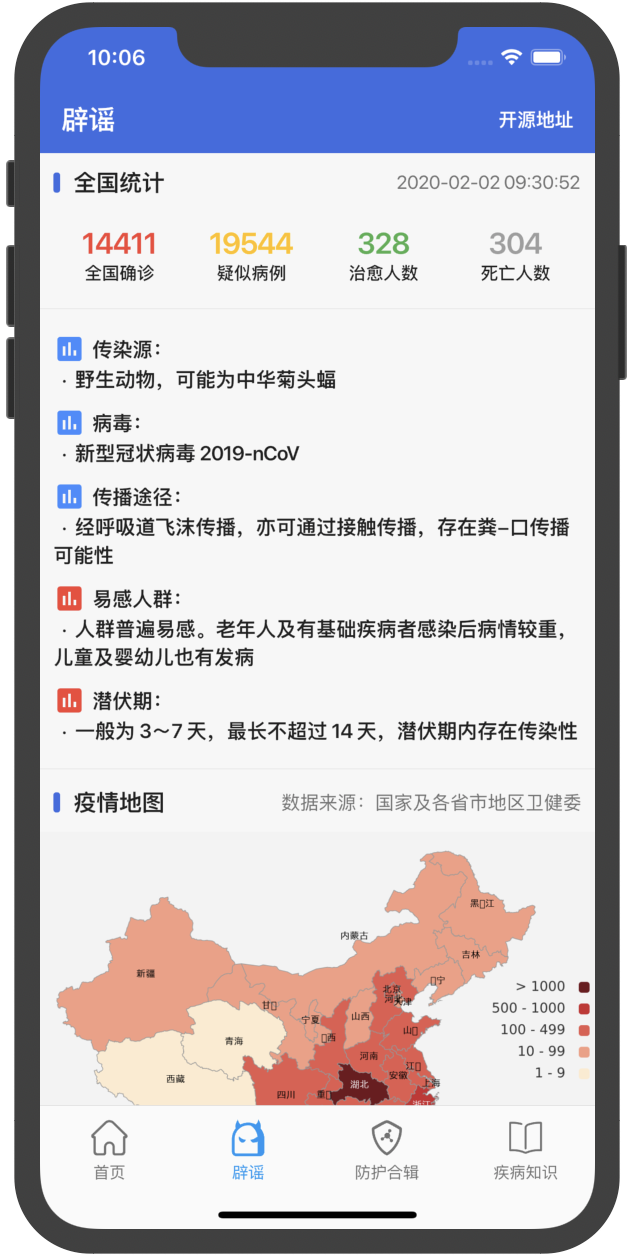 10:06
辟谣
开源地址
全国统计
2020-02-02 09:30:52
14411
19544
328
304
全国确诊
疑似病例
治愈人数
死亡人数
传染源：
· 野生动物，可能为中华菊头蝠
病毒：
· 新型冠状病毒 2019-nCoV
传播途径：
· 经呼吸道飞沫传播，亦可通过接触传播，存在粪-口传播
可能性
易感人群：
· 人群普遍易感。老年人及有基础疾病者感染后病情较重，
儿童及婴幼儿也有发病
潜伏期：
· 一般为 3～7 天，最长不超过 14 天，潜伏期内存在传染性
疫情地图
数据来源：国家及各省市地区卫健委
黑▯江
内蒙古
吉林
新疆
▯宁
北京
河北
天津
甘▯
宁夏
山西
▯西
山▯
青海
河南
江▯
西藏
安徽
上海
湖北
四川
重▯
浙江
> 1000
500 - 1000
100 - 499
10 - 99
1 - 9
首页
辟谣
防护合辑
疾病知识